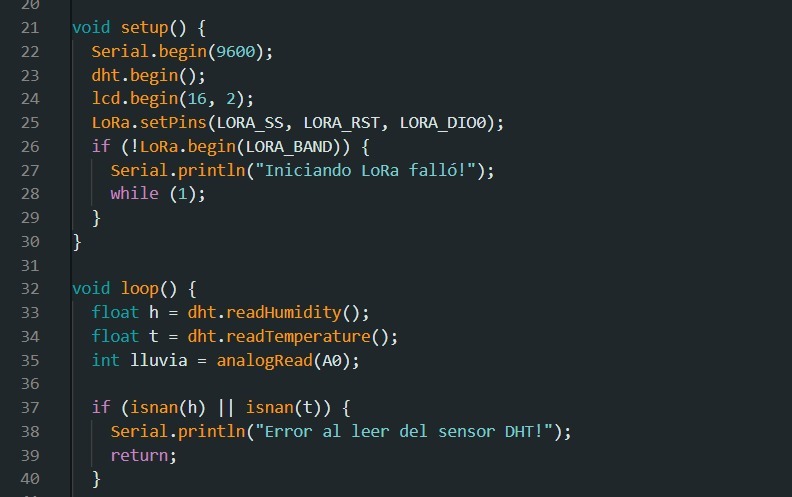 20
21 void setup() {
22   Serial.begin(9600);
23   dht.begin();
24   lcd.begin(16, 2);
25   LoRa.setPins(LORA_SS, LORA_RST, LORA_DIO0);
26   if (!LoRa.begin(LORA_BAND)) {
27     Serial.println("Iniciando LoRa falló!");
28     while (1);
29   }
30 }
31
32 void loop() {
33   float h = dht.readHumidity();
34   float t = dht.readTemperature();
35   int lluvia = analogRead(A0);
36
37   if (isnan(h) || isnan(t)) {
38     Serial.println("Error al leer del sensor DHT!");
39     return;
40   }